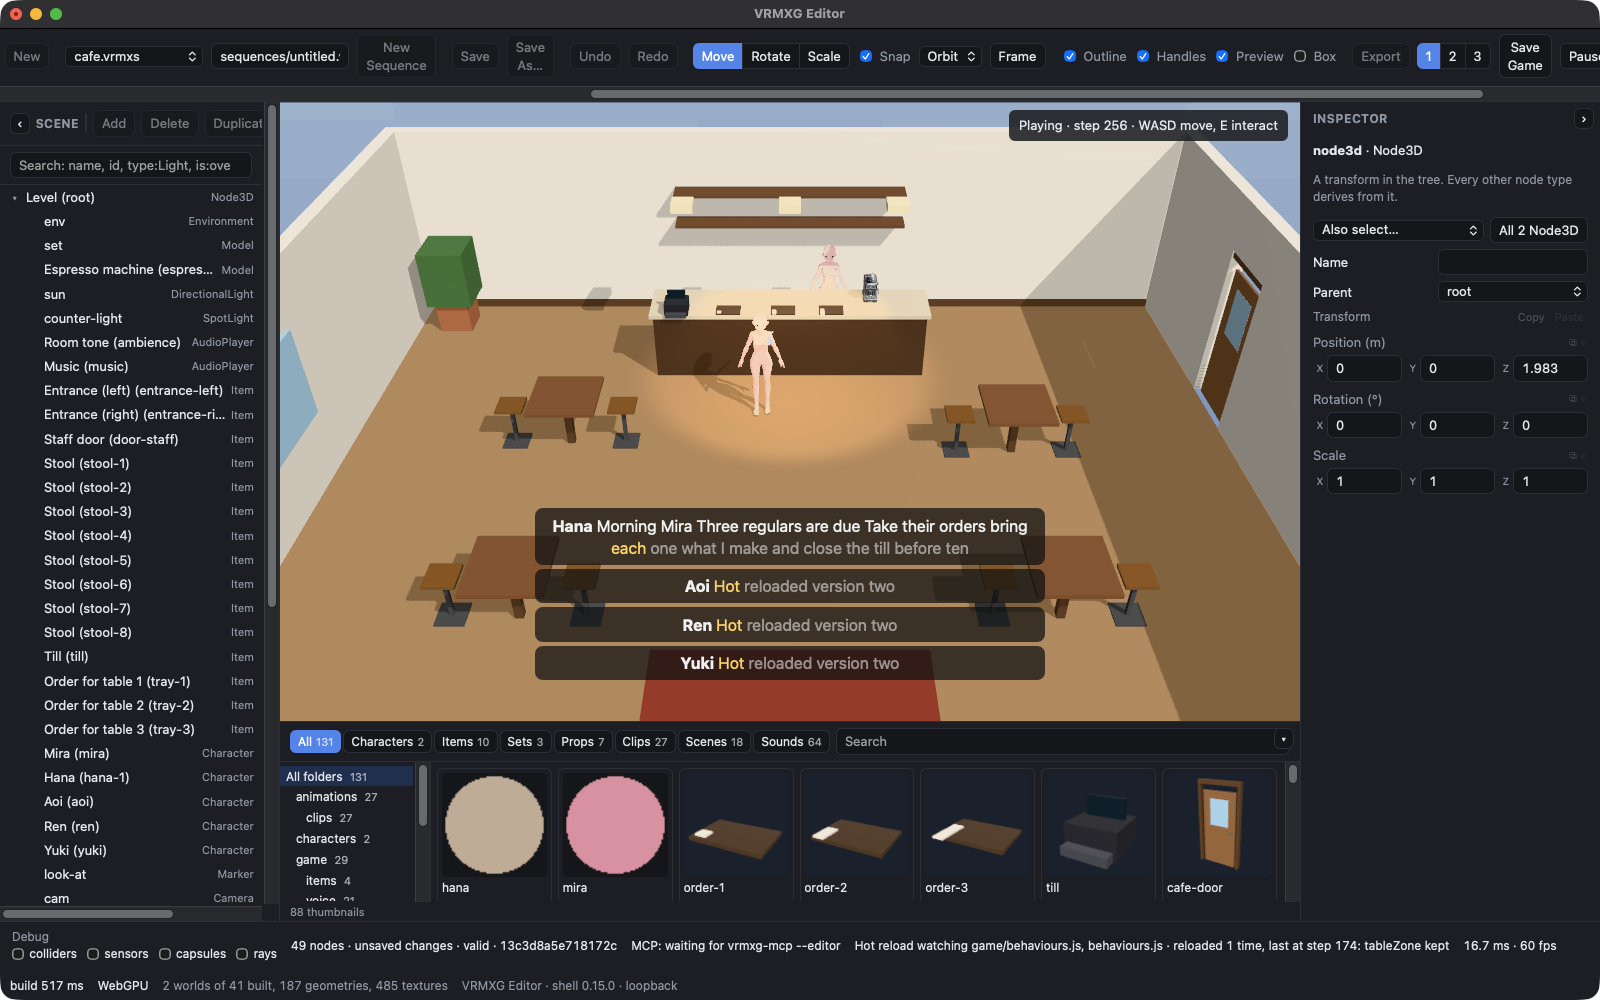 VRMXG Editor
New
cafe.vrmxs
sequences/untitled.
New Sequence
Save
Save As...
Undo
Redo
Move
Rotate
Scale
Snap
Orbit
Frame
Outline
Handles
Preview
Box
Export
1
2
3
Save Game
Paus
SCENE
Add
Delete
Duplicat
Search: name, id, type:Light, is:ove
Level (root) Node3D
env Environment
set Model
Espresso machine (espres... Model
sun DirectionalLight
counter-light SpotLight
Room tone (ambience) AudioPlayer
Music (music) AudioPlayer
Entrance (left) (entrance-left) Item
Entrance (right) (entrance-ri... Item
Staff door (door-staff) Item
Stool (stool-1) Item
Stool (stool-2) Item
Stool (stool-3) Item
Stool (stool-4) Item
Stool (stool-5) Item
Stool (stool-6) Item
Stool (stool-7) Item
Stool (stool-8) Item
Till (till) Item
Order for table 1 (tray-1) Item
Order for table 2 (tray-2) Item
Order for table 3 (tray-3) Item
Mira (mira) Character
Hana (hana-1) Character
Aoi (aoi) Character
Ren (ren) Character
Yuki (yuki) Character
look-at Marker
cam Camera
Playing · step 256 · WASD move, E interact
Hana Morning Mira Three regulars are due Take their orders bring
each one what I make and close the till before ten
Aoi Hot reloaded version two
Ren Hot reloaded version two
Yuki Hot reloaded version two
INSPECTOR
node3d · Node3D
A transform in the tree. Every other node type
derives from it.
Also select...
All 2 Node3D
Name
Parent root
Transform Copy Paste
Position (m)
X 0 Y 0 Z 1.983
Rotation (°)
X 0 Y 0 Z 0
Scale
X 1 Y 1 Z 1
All 131
Characters 2
Items 10
Sets 3
Props 7
Clips 27
Scenes 18
Sounds 64
Search
All folders 131
animations 27
clips 27
characters 2
game 29
items 4
voice 21
88 thumbnails
hana
mira
order-1
order-2
order-3
till
cafe-door
Debug
colliders
sensors
capsules
rays
49 nodes · unsaved changes · valid · 13c3d8a5e718172c
MCP: waiting for vrmxg-mcp --editor
Hot reload watching game/behaviours.js, behaviours.js · reloaded 1 time, last at step 174: tableZone kept
16.7 ms · 60 fps
build 517 ms
WebGPU
2 worlds of 41 built, 187 geometries, 485 textures
VRMXG Editor · shell 0.15.0 · loopback